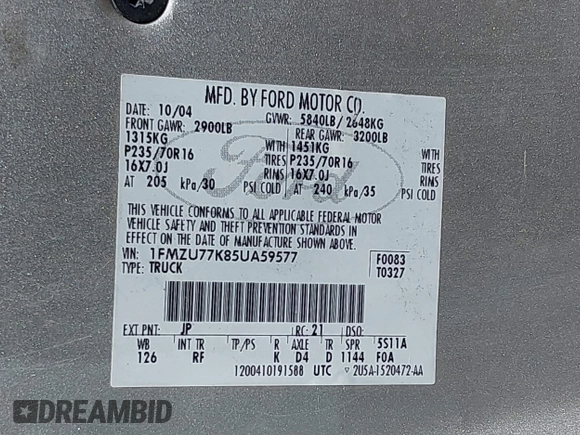 MFD. BY FORD MOTOR CO.
DATE: 10/04 GVWR: 5840LB/ 2648KG
FRONT GAWR: 2900LB REAR GAWR: 3200LB
1315KG 1451KG
P235/70R16 TIRES P235/70R16 TIRES
16X7.0J RIMS 16X7.0J RIMS
AT 205 kPa/30 PSI COLD AT 240 kPa/35 PSI COLD
THIS VEHICLE CONFORMS TO ALL APPLICABLE FEDERAL MOTOR
VEHICLE SAFETY AND THEFT PREVENTION STANDARDS IN
EFFECT ON THE DATE OF MANUFACTURE SHOWN ABOVE.
VIN: 1FMZU77K85UA59577 F0083
TYPE: TRUCK T0327
EXT PNT: JP RC: 21 DSO:
WB INT TR TP/PS R AXLE TR SPR 5S11A
126 RF K D4 D 1144 F0A
1200410191588 UTC ▽ 2U5A-1520472-AA
Ford
DREAMBID